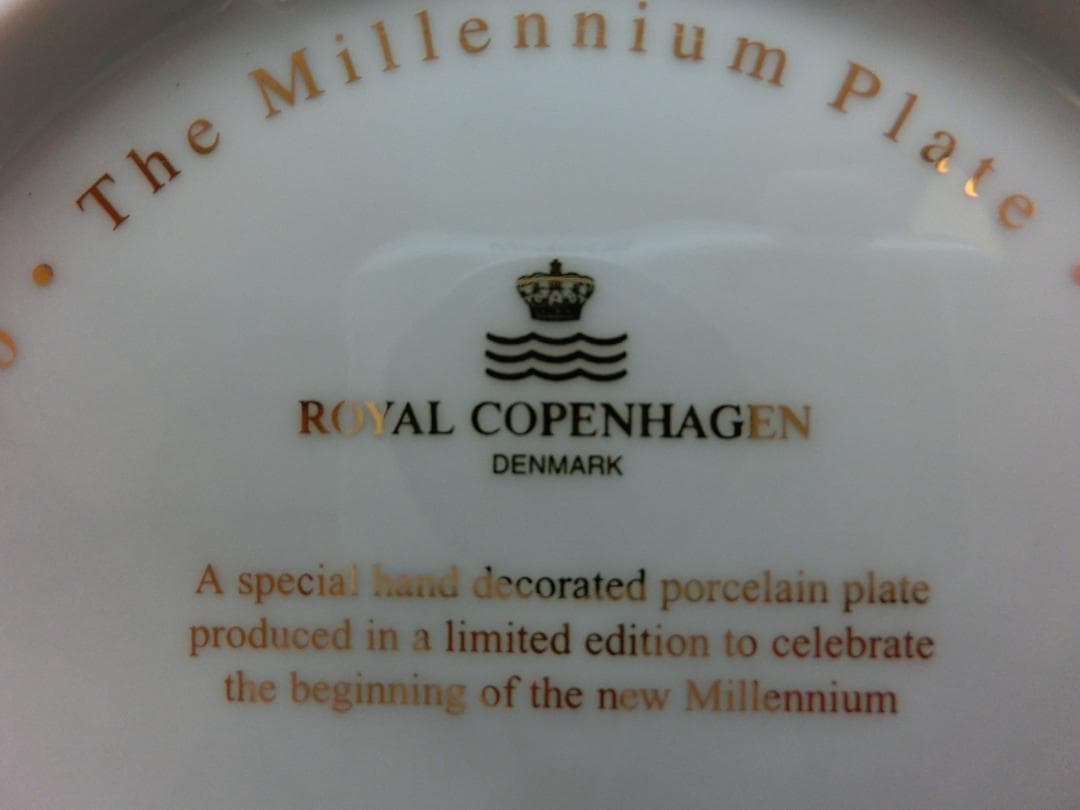 • The Millennium Plate
ROYAL COPENHAGEN
DENMARK
A special hand decorated porcelain plate
produced in a limited edition to celebrate
the beginning of the new Millennium